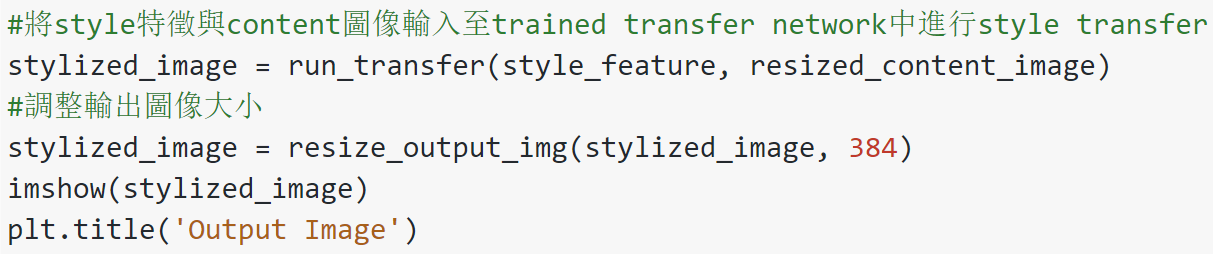 #將style特徵與content圖像輸入至trained transfer network中進行style transfer
stylized_image = run_transfer(style_feature, resized_content_image)
#調整輸出圖像大小
stylized_image = resize_output_img(stylized_image, 384)
imshow(stylized_image)
plt.title('Output Image')